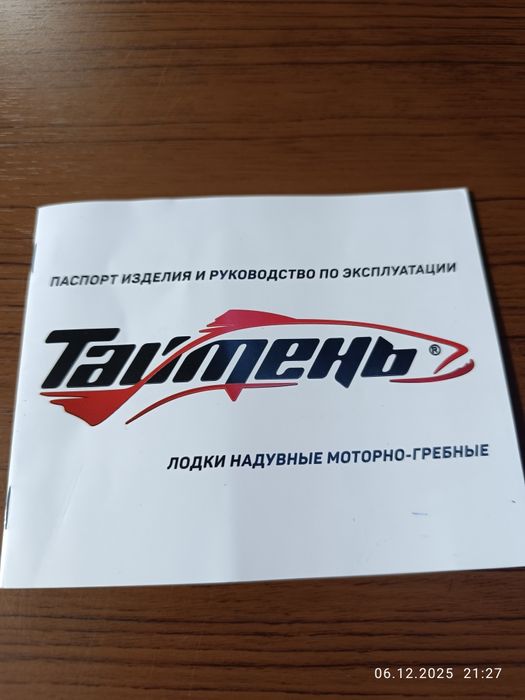 ПАСПОРТ ИЗДЕЛИЯ И РУКОВОДСТВО ПО ЭКСПЛУАТАЦИИ
Таймень ®
ЛОДКИ НАДУВНЫЕ МОТОРНО-ГРЕБНЫЕ
06.12.2025 21:27